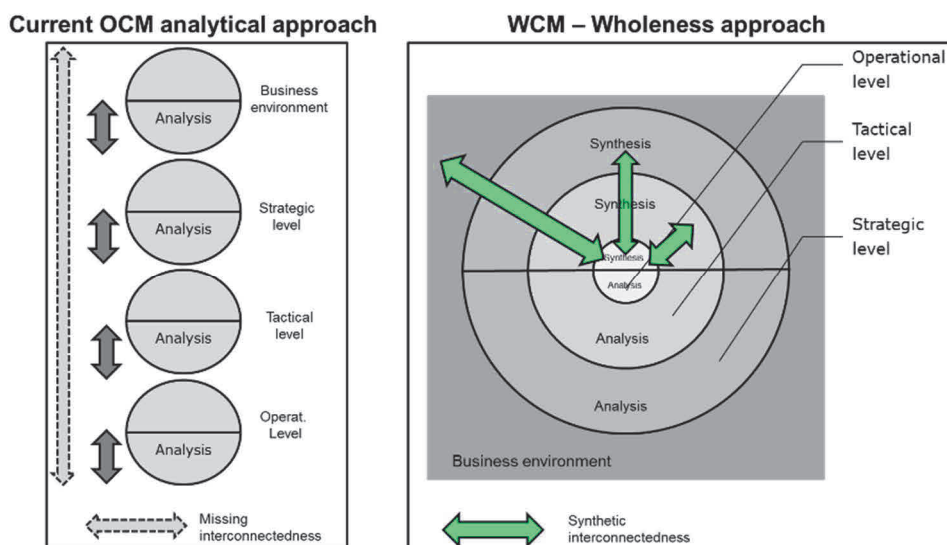 Current OCM analytical approach
Business
environment
Analysis
Strategic
level
Analysis
Tactical
level
Analysis
Operat.
Level
Analysis
Missing
interconnectedness
WCM – Wholeness approach
Operational
level
Tactical
level
Strategic
level
Synthesis
Synthesis
Synthesis
Analysis
Analysis
Analysis
Business environment
Synthetic
interconnectedness